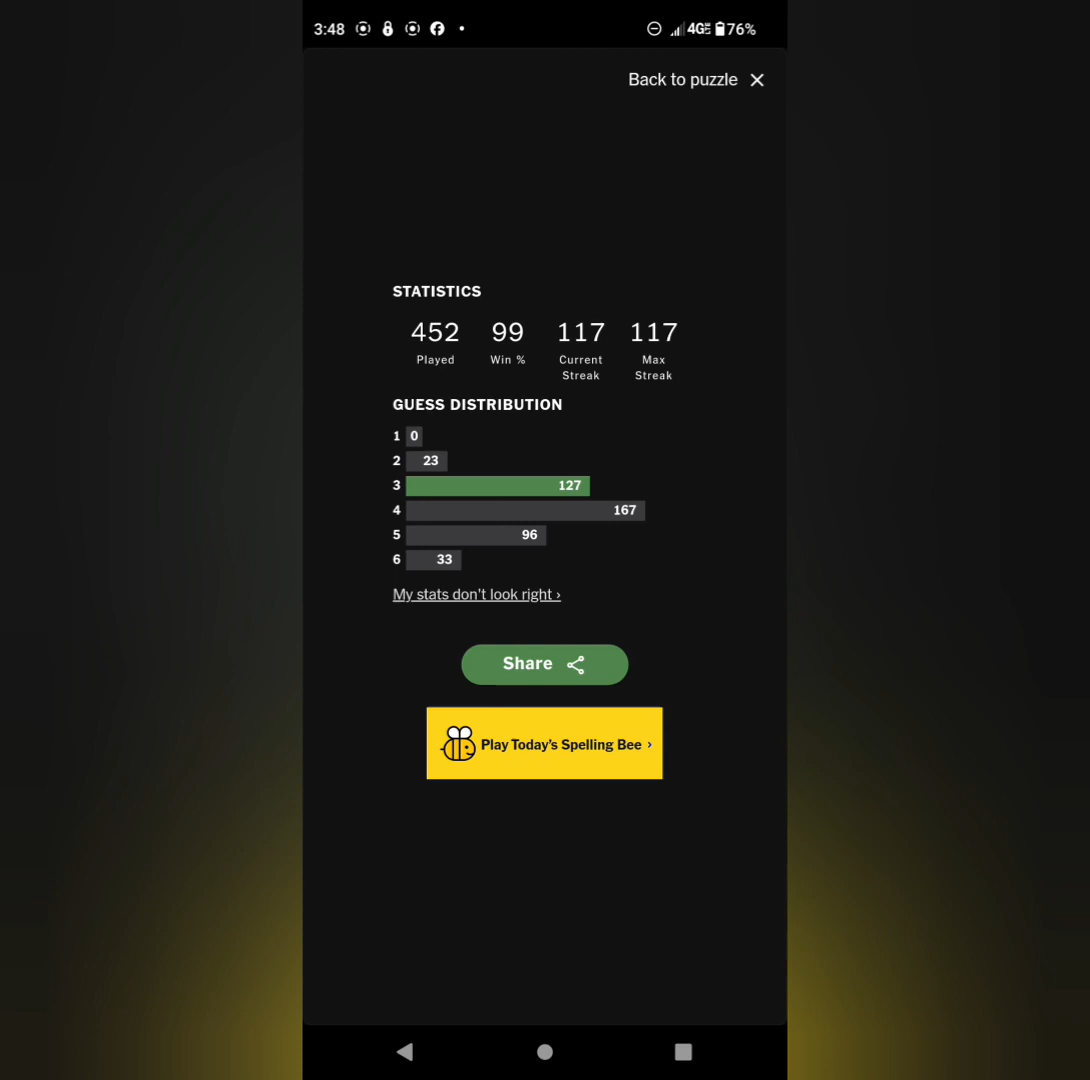 3:48 4G 76%
Back to puzzle
STATISTICS
452 99 117 117
Played Win % Current Max
Streak Streak
GUESS DISTRIBUTION
1 0
2 23
3 127
4 167
5 96
6 33
My stats don't look right ›
Share
Play Today's Spelling Bee ›